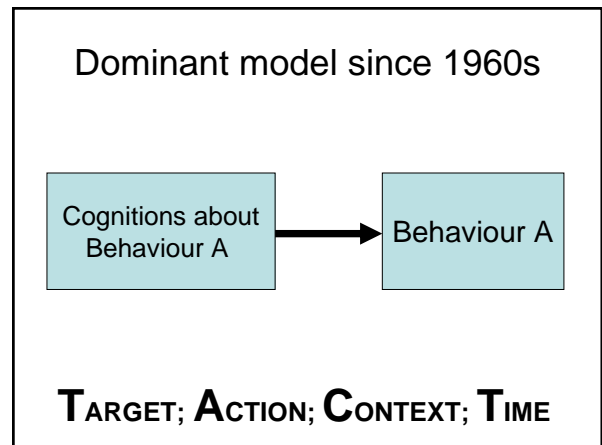 Dominant model since 1960s
Cognitions about
Behaviour A
Behaviour A
TARGET; ACTION; CONTEXT; TIME